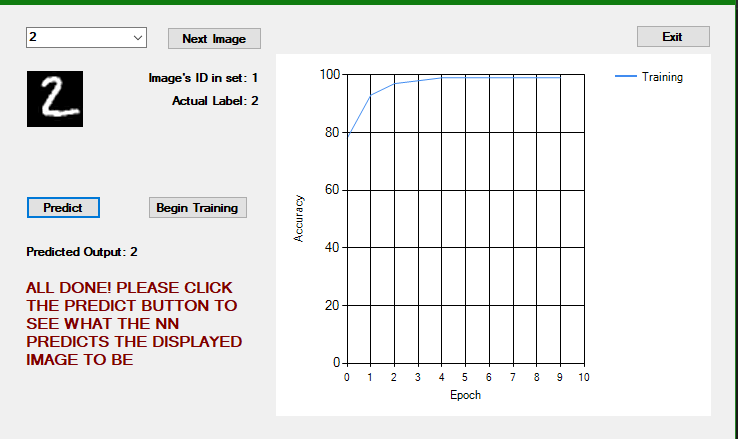 2
Next Image
Exit
2
Image's ID in set: 1
Actual Label: 2
Predict
Begin Training
Predicted Output: 2
ALL DONE! PLEASE CLICK
THE PREDICT BUTTON TO
SEE WHAT THE NN
PREDICTS THE DISPLAYED
IMAGE TO BE
Training
Accuracy
100
80
60
40
20
0
0 1 2 3 4 5 6 7 8 9 10
Epoch